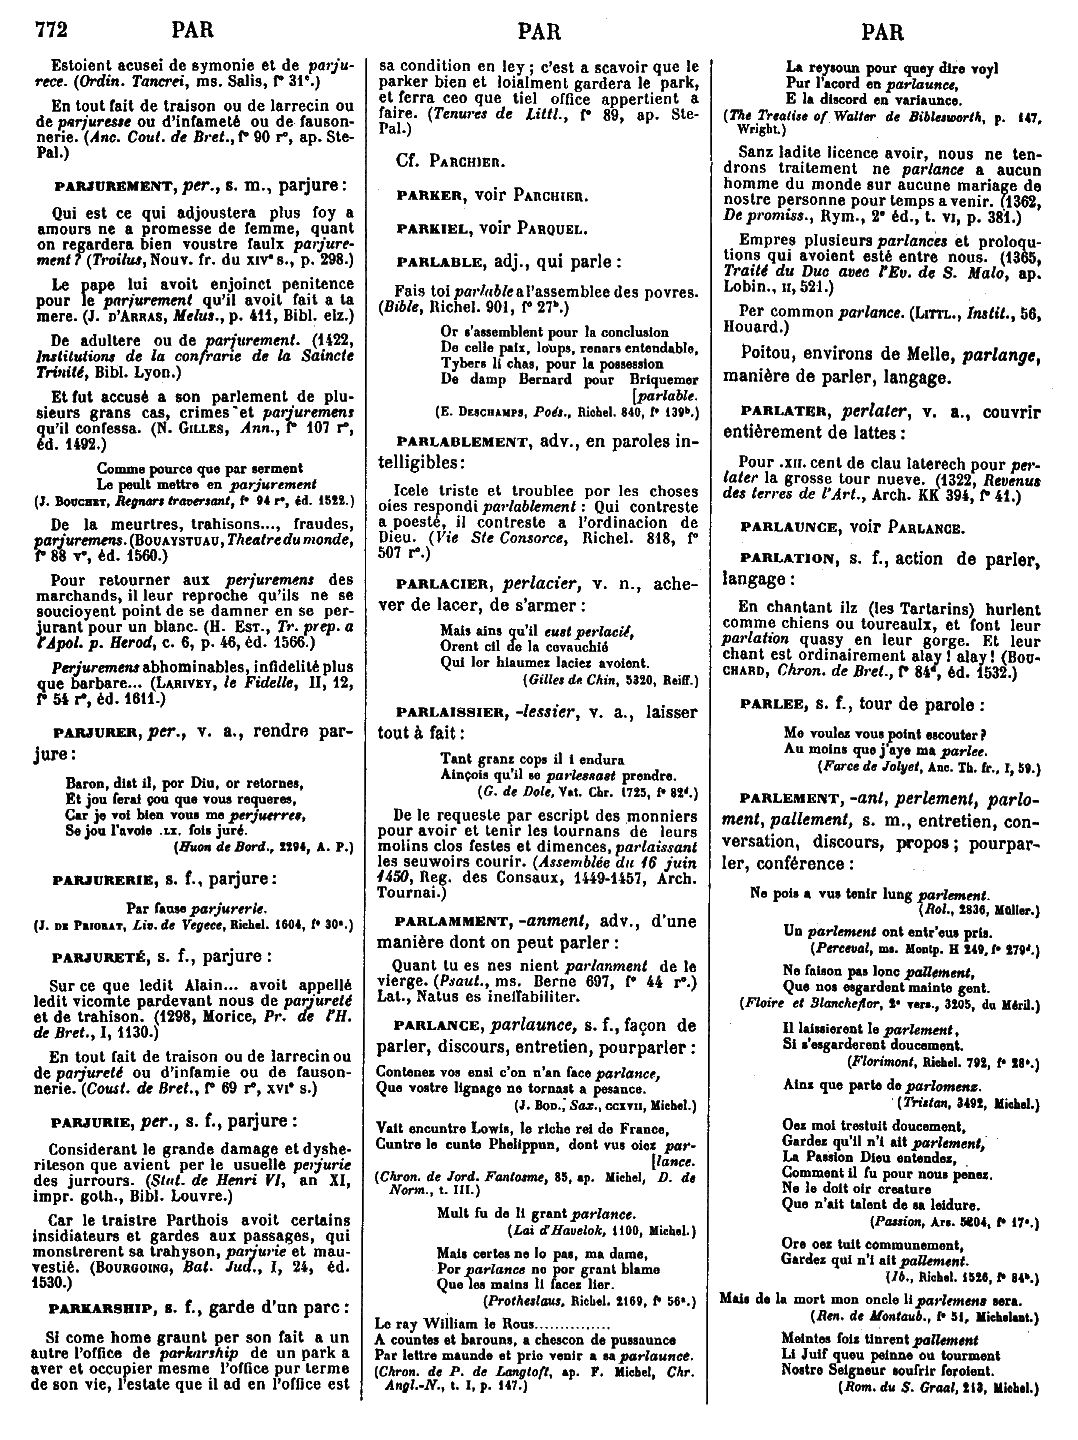 772 PAR PAR PAR
Estoient acusei de symonie et de parju-
rece. (Ordin. Tancrei, ms. Salis, f° 31ᶜ.)
En tout fait de traison ou de larrecin ou
de parjuresse ou d'infameté ou de fauson-
nerie. (Anc. Cout. de Bret., f° 90 r°, ap. Ste-
Pal.)
PARJUREMENT, per., s. m., parjure :
Qui est ce qui adjoustera plus foy a
amours ne a promesse de femme, quant
on regardera bien voustre faulx parjure-
ment ? (Troilus, Nouv. fr. du XIVᵉ s., p. 298.)
Le pape lui avoit enjoinct penitence
pour le parjurement qu'il avoit fait a la
mere. (J. D'ARRAS, Melus., p. 411, Bibl. elz.)
De adultere ou de parjurement. (1422,
Institutions de la confrarie de la Saincte
Trinité, Bibl. Lyon.)
Et fut accusé a son parlement de plu-
sieurs grans cas, crimes et parjuremens
qu'il confessa. (N. GILLES, Ann., f° 107 r°,
éd. 1492.)
Comme pource que par serment
Le peult mettre en parjurement
(J. BOUCHET, Regnars traversant, f° 94 r°, éd. 1522.)
De la meurtres, trahisons..., fraudes,
parjuremens. (BOUAYSTUAU, Theatre du monde,
f° 88 v°, éd. 1560.)
Pour retourner aux perjuremens des
marchands, il leur reproche qu'ils ne se
soucioyent point de se damner en se per-
jurant pour un blanc. (H. EST., Tr. prep. a
l'Apol. p. Herod, c. 6, p. 46, éd. 1566.)
Perjuremens abhominables, infidelité plus
que barbare... (LARIVEY, le Fidelle, II, 12,
f° 54 r°, éd. 1611.)
PARJURER, per., v. a., rendre par-
jure :
Baron, dist il, por Diu, or retornes,
Et jou ferai çou que vous requeres,
Car je voi bien vous me perjuerres,
Se jou l'avoie .LX. fois juré.
(Huon de Bord., 2294, A. P.)
PARJURERIE, s. f., parjure :
Par fause parjurerie.
(J. DE PRIORAT, Liv. de Vegece, Richel. 1604, f° 30ᵃ.)
PARJURETÉ, s. f., parjure :
Sur ce que ledit Alain... avoit appellé
ledit vicomte pardevant nous de parjureté
et de trahison. (1298, Morice, Pr. de l'H.
de Bret., I, 1130.)
En tout fait de traison ou de larrecin ou
de parjureté ou d'infamie ou de fauson-
nerie. (Coust. de Bret., f° 69 r°, XVIᵉ s.)
PARJURIE, per., s. f., parjure :
Considerant le grande damage et dyshe-
riteson que avient per le usuelle perjurie
des jurrours. (Stat. de Henri VI, an XI,
impr. goth., Bibl. Louvre.)
Car le traistre Parthois avoit certains
insidiateurs et gardes aux passages, qui
monstrerent sa trahyson, parjurie et mau-
vestié. (BOURGOING, Bat. Jud., I, 24, éd.
1530.)
PARKARSHIP, s. f., garde d'un parc :
Si come home graunt per son fait a un
autre l'office de parkarship de un park a
aver et occupier mesme l'office pur terme
de son vie, l'estate que il ad en l'office est
sa condition en ley ; c'est a scavoir que le
parker bien et loialment gardera le park,
et ferra ceo que tiel office appertient a
faire. (Tenures de Littl., f° 89, ap. Ste-
Pal.)
Cf. PARCHIER.
PARKER, voir PARCHIER.
PARKIEL, voir PARQUEL.
PARLABLE, adj., qui parle :
Fais toi parlable a l'assemblee des povres.
(Bible, Richel. 901, f° 27ᵇ.)
Or s'assemblent pour la conclusion
De celle paix, loups, renars entendable,
Tybers li chas, pour la possession
De damp Bernard pour Briquemer
[parlable.
(E. DESCHAMPS, Poés., Richel. 840, f° 139ᵇ.)
PARLABLEMENT, adv., en paroles in-
telligibles :
Icele triste et troublee por les choses
oies respondi parlablement : Qui contreste
a poesté, il contreste a l'ordinacion de
Dieu. (Vie Ste Consorce, Richel. 818, f°
507 r°.)
PARLACIER, perlacier, v. n., ache-
ver de lacer, de s'armer :
Mais ains qu'il eust perlacié,
Orent cil de la covauchié
Qui lor hiaumez laciez avoient.
(Gilles de Chin, 5320, Reiff.)
PARLAISSIER, -lessier, v. a., laisser
tout à fait :
Tant granz cops il i endura
Ainçois qu'il se parlessast prendre.
(G. de Dole, Vat. Chr. 1725, f° 82ᵈ.)
De le requeste par escript des monniers
pour avoir et tenir les tournans de leurs
molins clos festes et dimences, parlaissant
les seuwoirs courir. (Assemblée du 16 juin
1450, Reg. des Consaux, 1449-1457, Arch.
Tournai.)
PARLAMMENT, -anment, adv., d'une
manière dont on peut parler :
Quant tu es nes nient parlanment de le
vierge. (Psaut., ms. Berne 697, f° 44 r°.)
Lat., Natus es ineffabiliter.
PARLANCE, parlaunce, s. f., façon de
parler, discours, entretien, pourparler :
Contenez vos ensi c'on n'an face parlance,
Que vostre lignage ne tornast a pesance.
(J. BOD., Sax., CCXVII, Michel.)
Vait encuntre Lowis, le riche rei de France,
Cuntre le cunte Phelippun, dont vus oiez par-
[lance.
(Chron. de Jord. Fantosme, 85, ap. Michel, D. de
Norm., t. III.)
Mult fu de li grant parlance.
(Lai d'Havelok, 1100, Michel.)
Mais certes ne lo pas, ma dame,
Por parlance ne por grant blame
Que les mains li facez lier.
(Protheslaus, Richel. 2169, f° 56ᵃ.)
Le ray William le Rous..............
A countes et barouns, a chescon de pussaunce
Par lettre maunde et prie venir a sa parlaunce.
(Chron. de P. de Langtoft, ap. F. Michel, Chr.
Angl.-N., t. I, p. 147.)
La reysoun pour quey dire voyl
Pur l'acord en parlaunce,
E la discord en variaunce.
(The Treatise of Walter de Biblesworth, p. 147,
Wright.)
Sanz ladite licence avoir, nous ne ten-
drons traitement ne parlance a aucun
homme du monde sur aucune mariage de
nostre personne pour temps a venir. (1362,
De promiss., Rym., 2ᵉ éd., t. VI, p. 381.)
Empres plusieurs parlances et proloqu-
tions qui avoient esté entre nous. (1365,
Traité du Duc avec l'Ev. de S. Malo, ap.
Lobin., II, 521.)
Per common parlance. (LITTL., Instit., 56,
Houard.)
Poitou, environs de Melle, parlange,
manière de parler, langage.
PARLATER, perlater, v. a., couvrir
entièrement de lattes :
Pour .XII. cent de clau laterech pour per-
later la grosse tour nueve. (1322, Revenus
des terres de l'Art., Arch. KK 394, f° 41.)
PARLAUNCE, voir PARLANCE.
PARLATION, s. f., action de parler,
langage :
En chantant ilz (les Tartarins) hurlent
comme chiens ou toureaulx, et font leur
parlation quasy en leur gorge. Et leur
chant est ordinairement alay ! alay ! (BOU-
CHARD, Chron. de Bret., f° 84ᵈ, éd. 1532.)
PARLEE, s. f., tour de parole :
Me voulez vous point escouter ?
Au moins que j'aye ma parlee.
(Farce de Jolyet, Anc. Th. fr., I, 59.)
PARLEMENT, -ant, perlement, parlo-
ment, pallement, s. m., entretien, con-
versation, discours, propos ; pourpar-
ler, conférence :
Ne pois a vus tenir lung parlement.
(Rol., 2836, Müller.)
Un parlement ont entr'eus pris.
(Perceval, ms. Montp. H 249, f° 279ᵈ.)
Ne faison pas lonc pallement,
Que nos esgardent mainte gent.
(Floire et Blancheflor, 2ᵉ vers., 3205, du Méril.)
Il laissierent le parlement,
Si s'esgarderent doucement.
(Florimont, Richel. 792, f° 28ᵃ.)
Ainz que parte de parlomenz.
(Tristan, 3492, Michel.)
Oez moi trestuit doucement,
Gardez qu'il n'i ait parlement,
La Passion Dieu entendez,
Comment il fu pour nous penez.
Ne le doit oir creature
Que n'ait talent de sa leidure.
(Passion, Ars. 5204, f° 17ᵃ.)
Ore oez tuit communement,
Gardez qui n'i ait pallement.
(Ib., Richel. 1526, f° 84ᵇ.)
Mais de la mort mon oncle li parlemens sera.
(Ren. de Montaub., f° 51, Michelant.)
Meintes fois tinrent pallement
Li Juif queu peinne ou tourment
Nostre Seigneur soufrir feroient.
(Rom. du S. Graal, 213, Michel.)